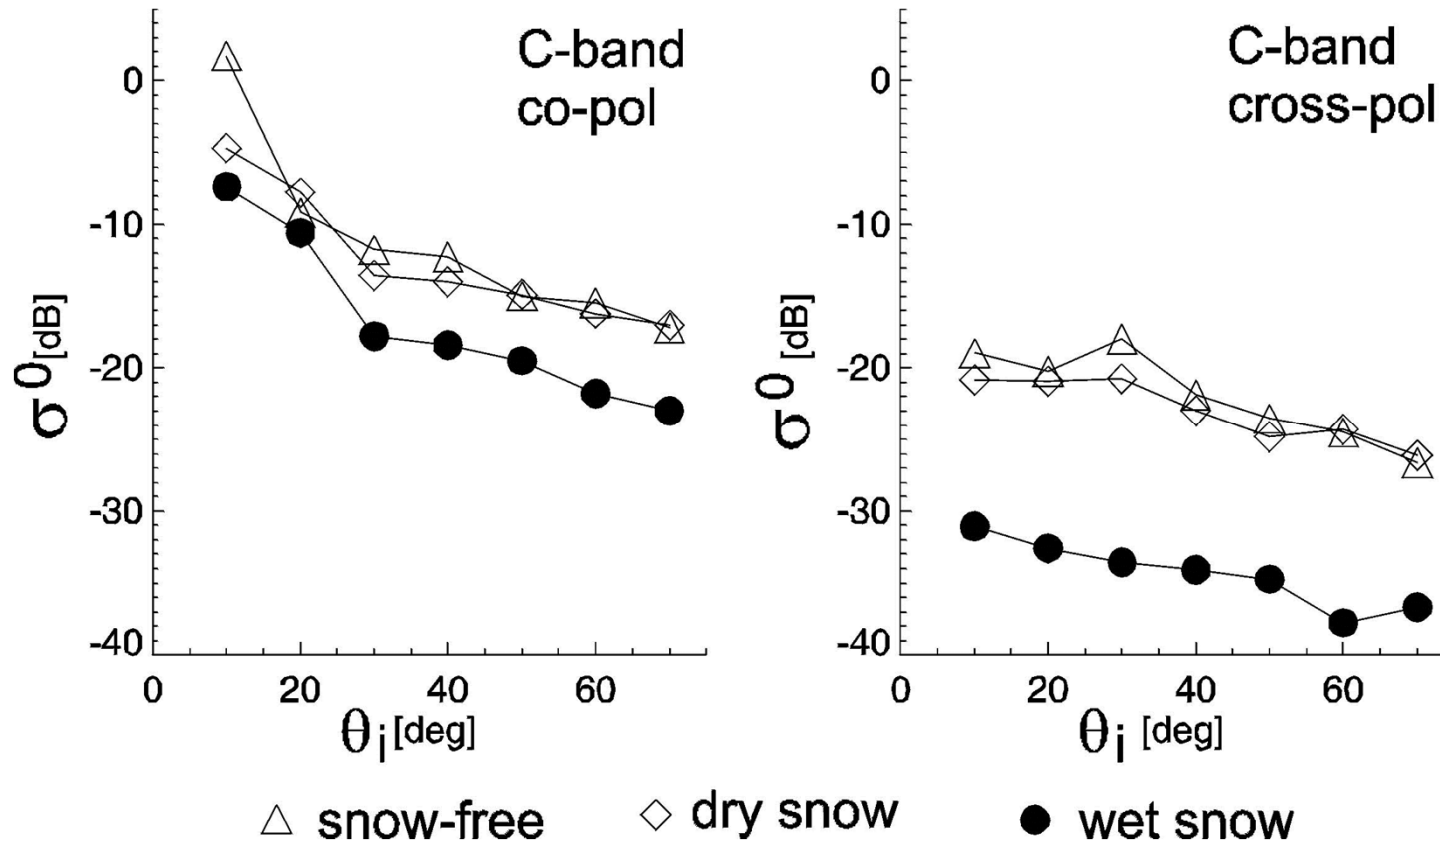 C-band
co-pol
0
-10
-20
-30
-40
σ⁰[dB]
0 20 40 60
θi [deg]
C-band
cross-pol
0
-10
-20
-30
-40
σ⁰[dB]
0 20 40 60
θi [deg]
snow-free dry snow wet snow